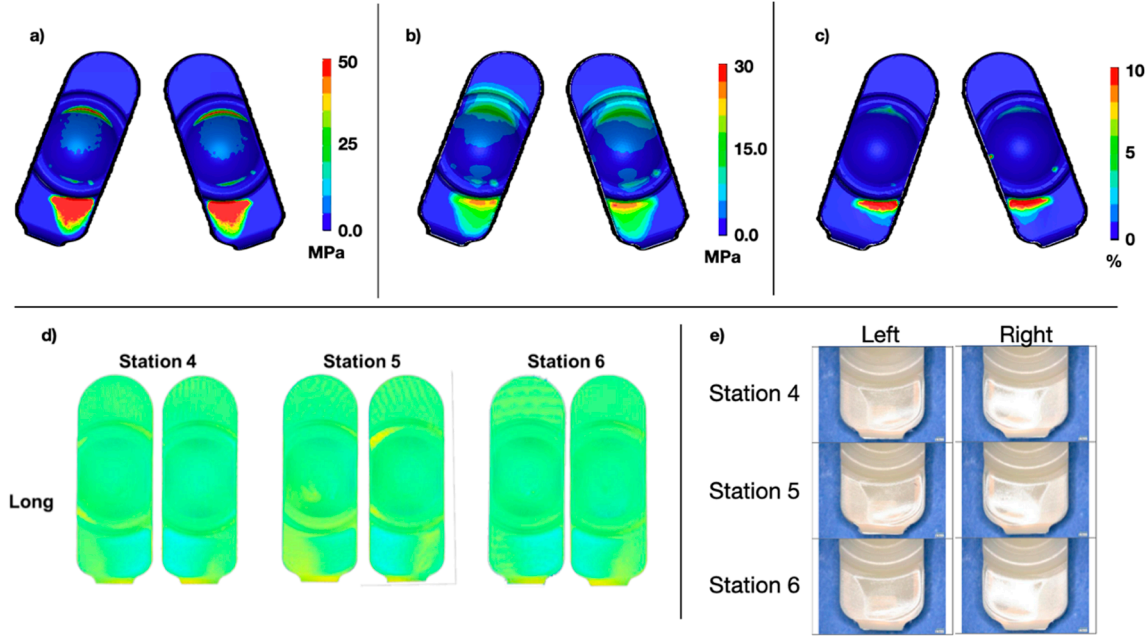 a)
50
25
0.0
MPa
b)
30
15.0
0.0
MPa
c)
10
5
0
%
d)
Station 4
Station 5
Station 6
Long
e)
Left
Right
Station 4
Station 5
Station 6